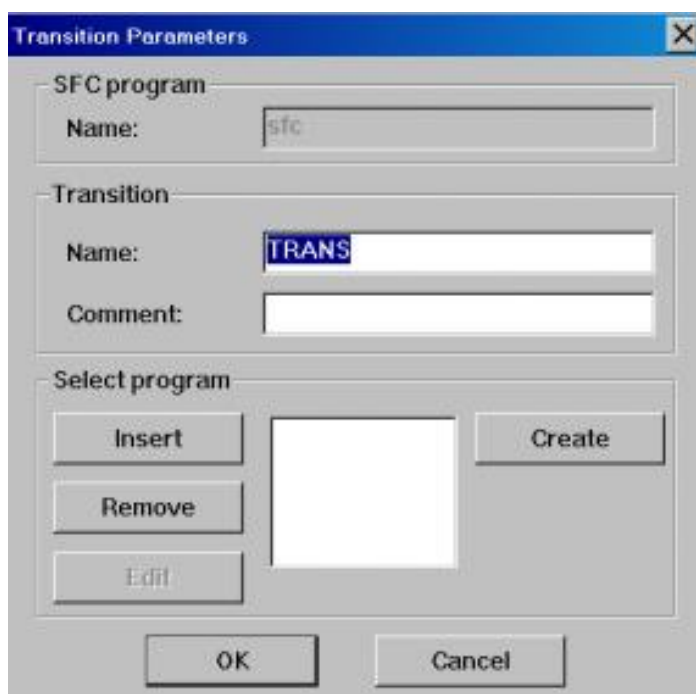 Transition Parameters
SFC program
Name:
sfc
Transition
Name:
TRANS
Comment:
Select program
Insert
Create
Remove
Edit
OK
Cancel